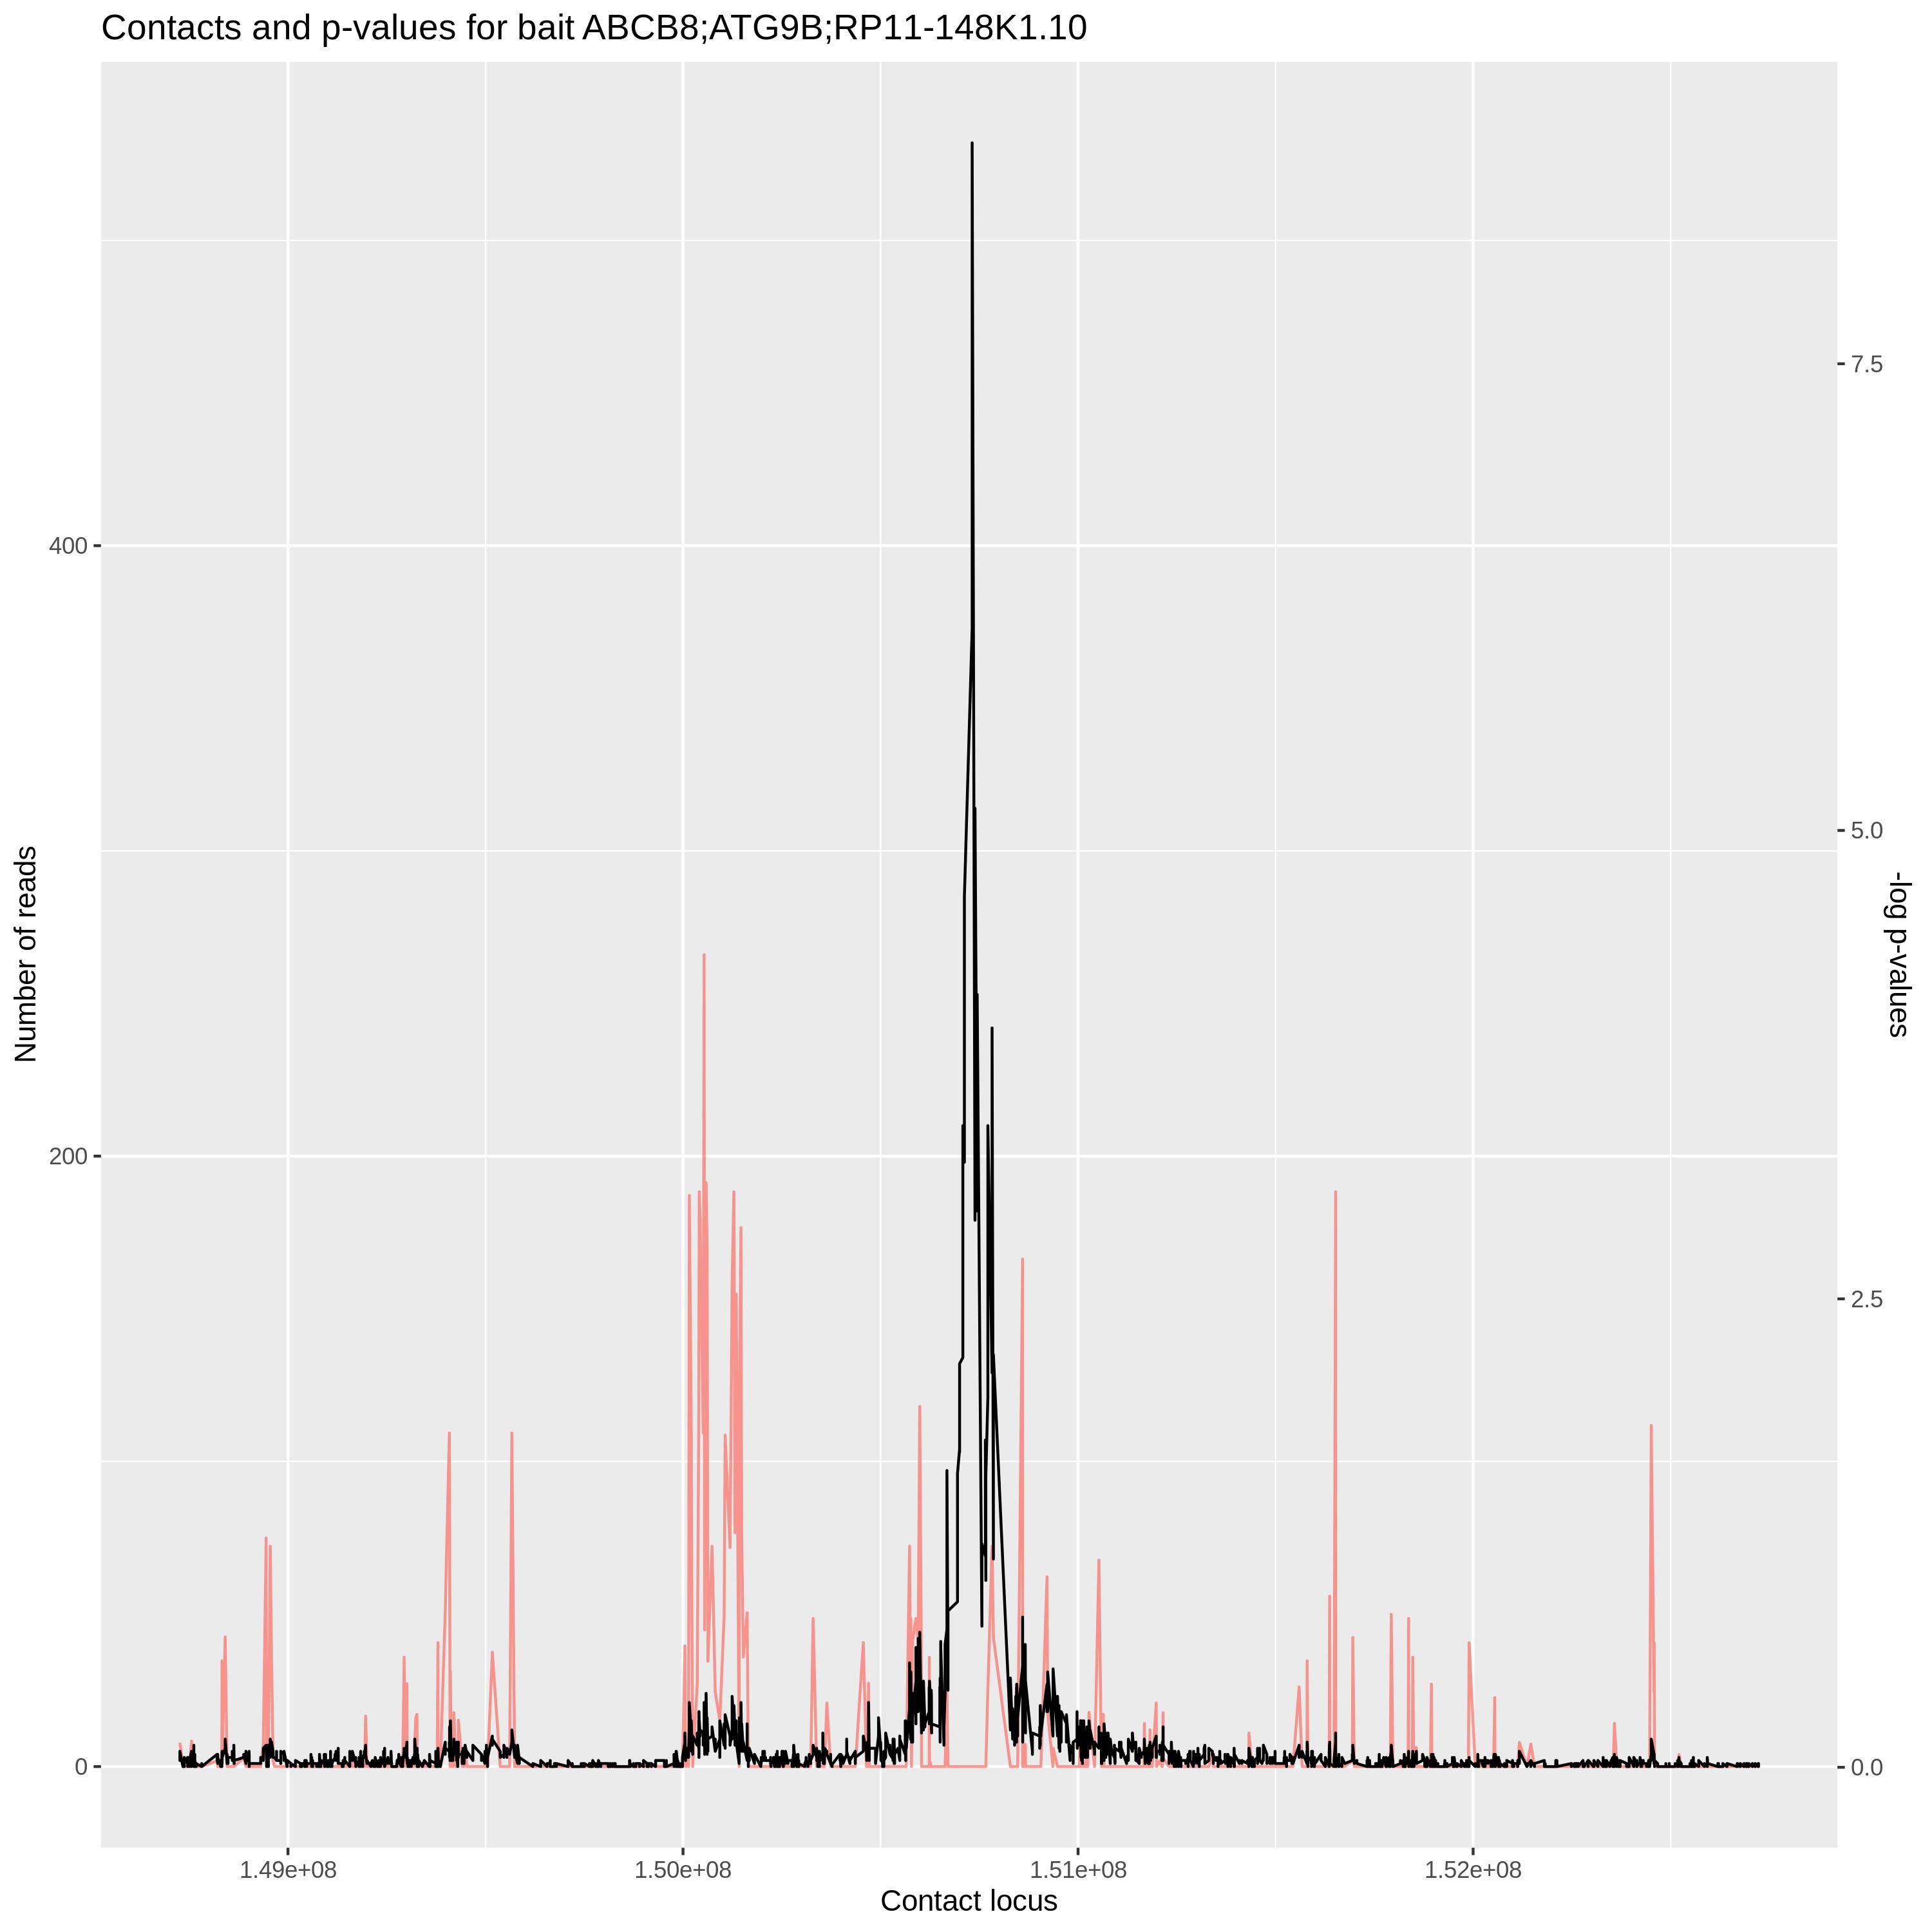 Contacts and p-values for bait ABCB8;ATG9B;RP11-148K1.10
400
200
0
Number of reads
7.5
5.0
2.5
0.0
-log p-values
1.49e+08 1.50e+08 1.51e+08 1.52e+08
Contact locus